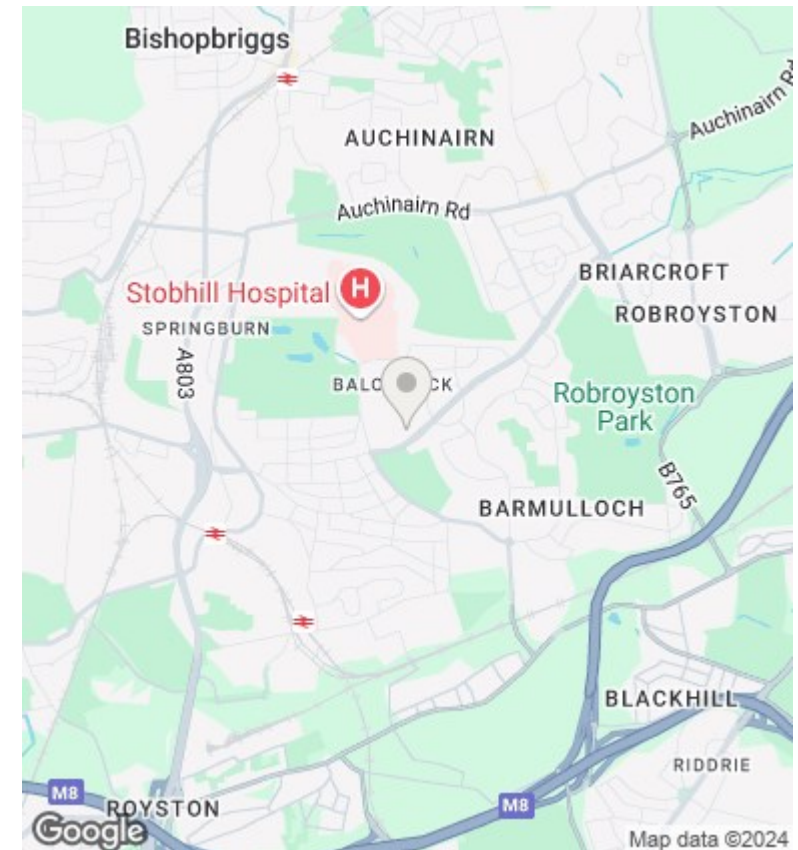 Bishopbriggs
AUCHINAIRN
Auchinairn Rd
Auchinairn Rd
BRIARCROFT
Stobhill Hospital
H
ROBROYSTON
SPRINGBURN
A803
Robroyston
Park
B765
BARMULLOCH
BLACKHILL
RIDDRIE
M8
M8
ROYSTON
Google
Map data ©2024